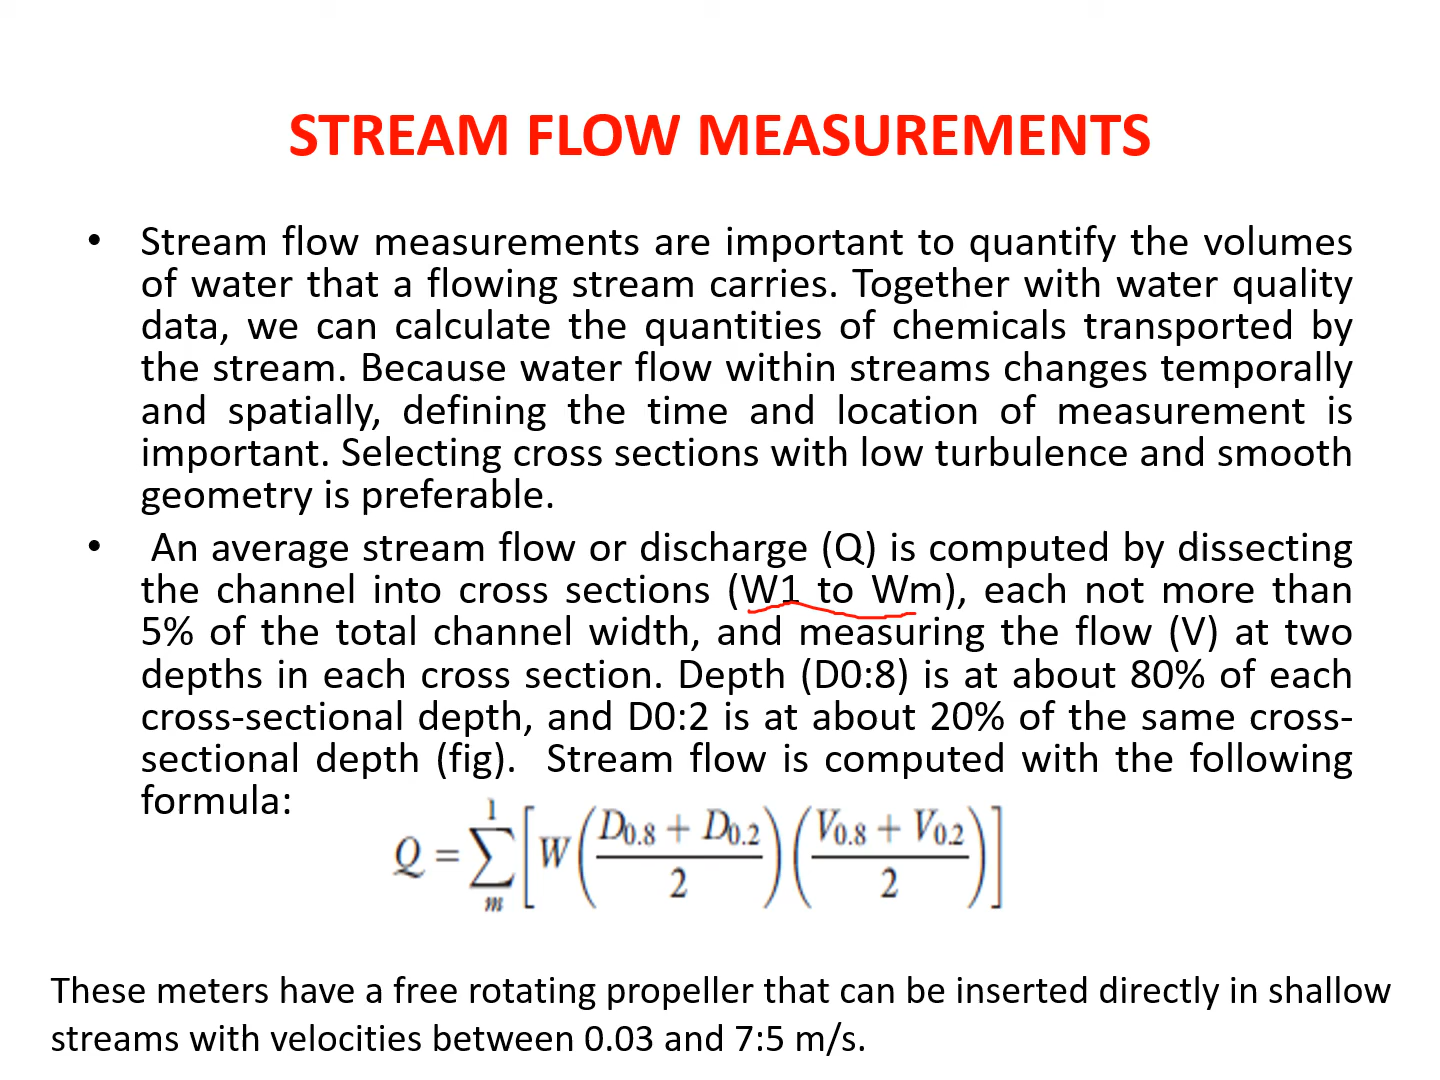 STREAM FLOW MEASUREMENTS
• Stream flow measurements are important to quantify the volumes
of water that a flowing stream carries. Together with water quality
data, we can calculate the quantities of chemicals transported by
the stream. Because water flow within streams changes temporally
and spatially, defining the time and location of measurement is
important. Selecting cross sections with low turbulence and smooth
geometry is preferable.
• An average stream flow or discharge (Q) is computed by dissecting
the channel into cross sections (W1 to Wm), each not more than
5% of the total channel width, and measuring the flow (V) at two
depths in each cross section. Depth (D0:8) is at about 80% of each
cross-sectional depth, and D0:2 is at about 20% of the same cross-
sectional depth (fig). Stream flow is computed with the following
formula:
Q = ∑_m^1 [W((D_0.8 + D_0.2)/2)((V_0.8 + V_0.2)/2)]
These meters have a free rotating propeller that can be inserted directly in shallow
streams with velocities between 0.03 and 7:5 m/s.